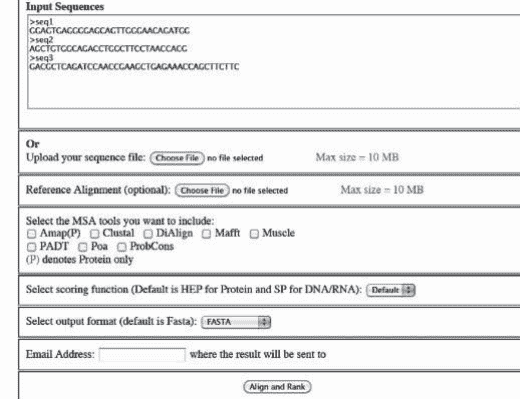 Input Sequences
>seq1
GGACTGAGCGGAGCACTTGGGAACAGATGG
>seq2
AGCTGTGGCAGACCTGGCTTCCTAACCACG
>seq3
GACGCTCAGATCCAACCGAAGCTGAGAAACCAGCTTCTTC
Or
Upload your sequence file: Choose File no file selected Max size = 10 MB
Reference Alignment (optional): Choose File no file selected Max size = 10 MB
Select the MSA tools you want to include:
Amap(P) Clustal DiAlign Mafft Muscle
PADT Poa ProbCons
(P) denotes Protein only
Select scoring function (Default is HEP for Protein and SP for DNA/RNA): Default
Select output format (default is Fasta): FASTA
Email Address: where the result will be sent to
Align and Rank